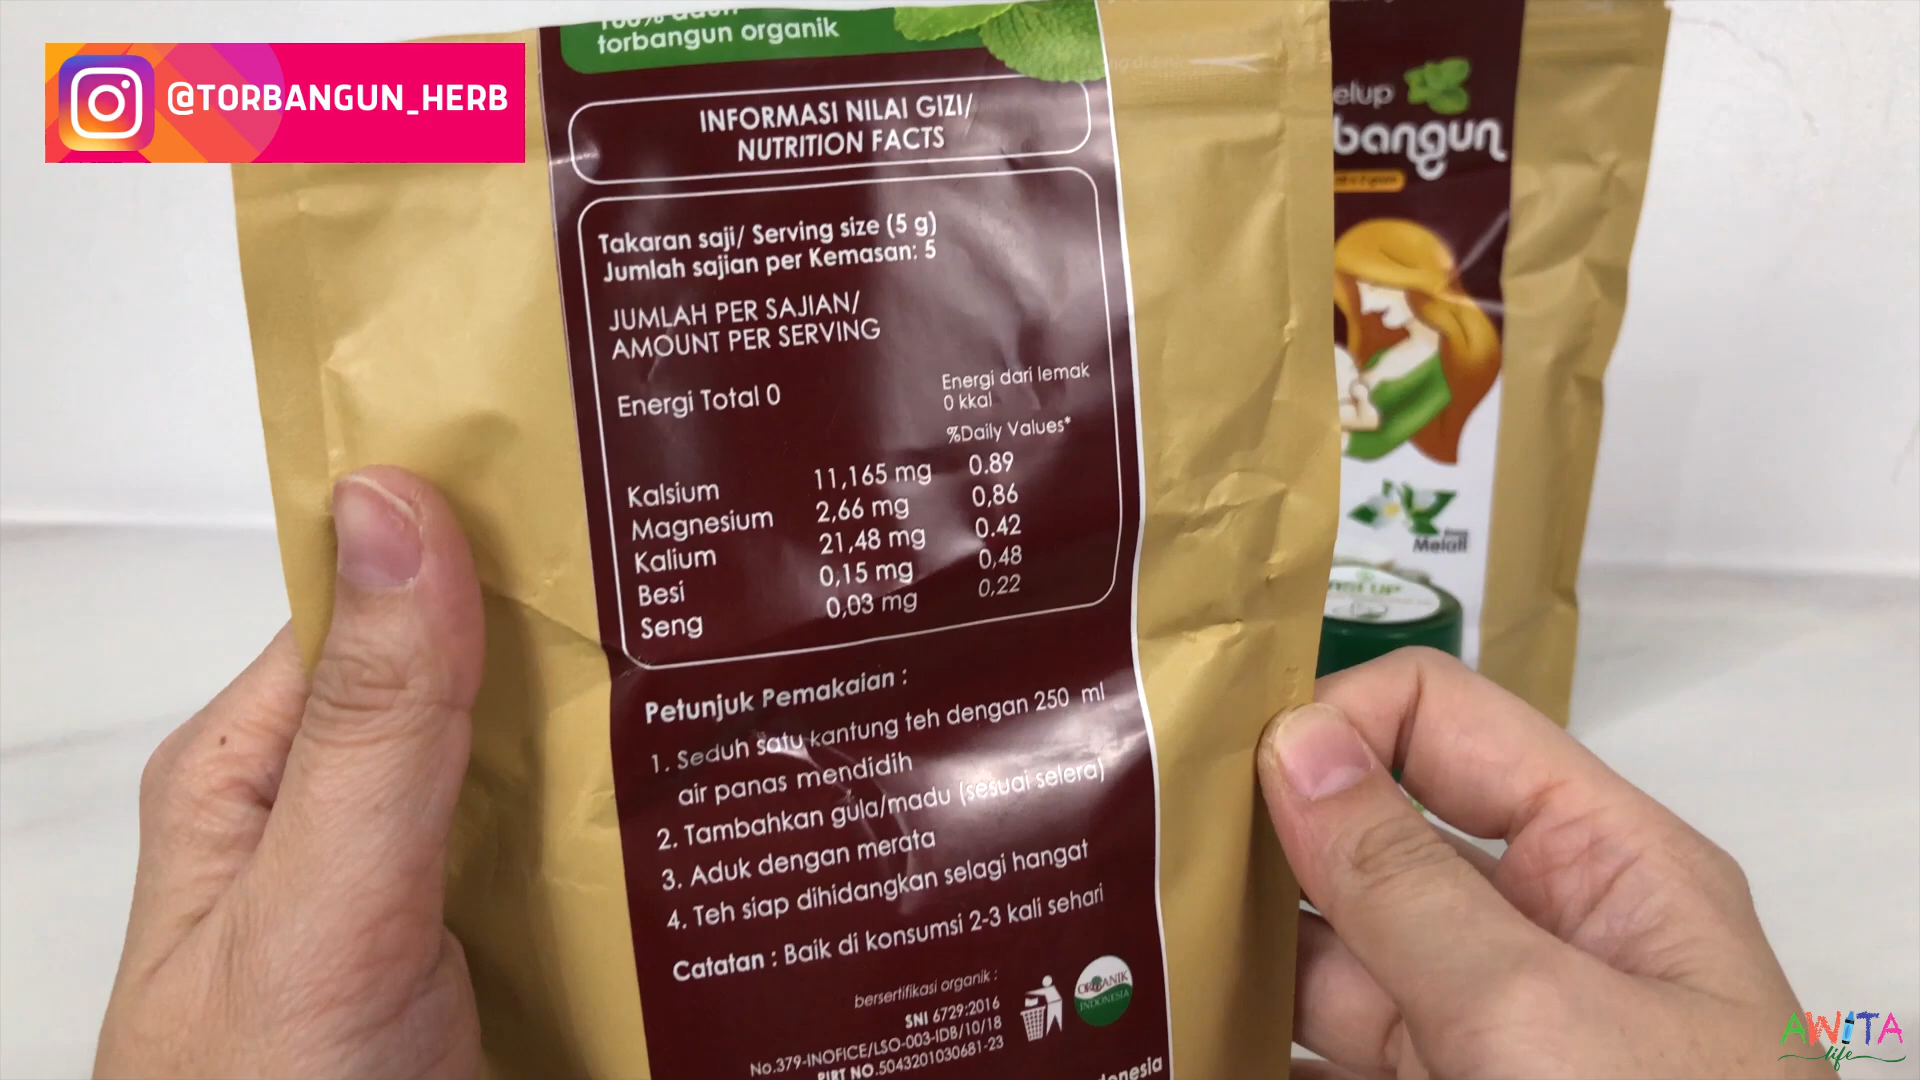 @TORBANGUN_HERB
100% daun
torbangun organik
INFORMASI NILAI GIZI/
NUTRITION FACTS
Takaran saji/ Serving size (5 g)
Jumlah sajian per Kemasan: 5
JUMLAH PER SAJIAN/
AMOUNT PER SERVING
Energi Total 0
Energi dari lemak
0 kkal
%Daily Values*
Kalsium 11,165 mg 0.89
Magnesium 2,66 mg 0,86
Kalium 21,48 mg 0.42
Besi 0,15 mg 0,48
Seng 0,03 mg 0,22
Petunjuk Pemakaian :
1. Seduh satu kantung teh dengan 250 ml
air panas mendidih
2. Tambahkan gula/madu (sesuai selera)
3. Aduk dengan merata
4. Teh siap dihidangkan selagi hangat
Catatan : Baik di konsumsi 2-3 kali sehari
bersertifikasi organik :
SNI 6729:2016
No.379-INOFICE/LSO-003-IDB/10/18
PIRT NO.5043201030681-23
ORGANIK
INDONESIA
onesia
elup
bangun
Melati
AWITA
life